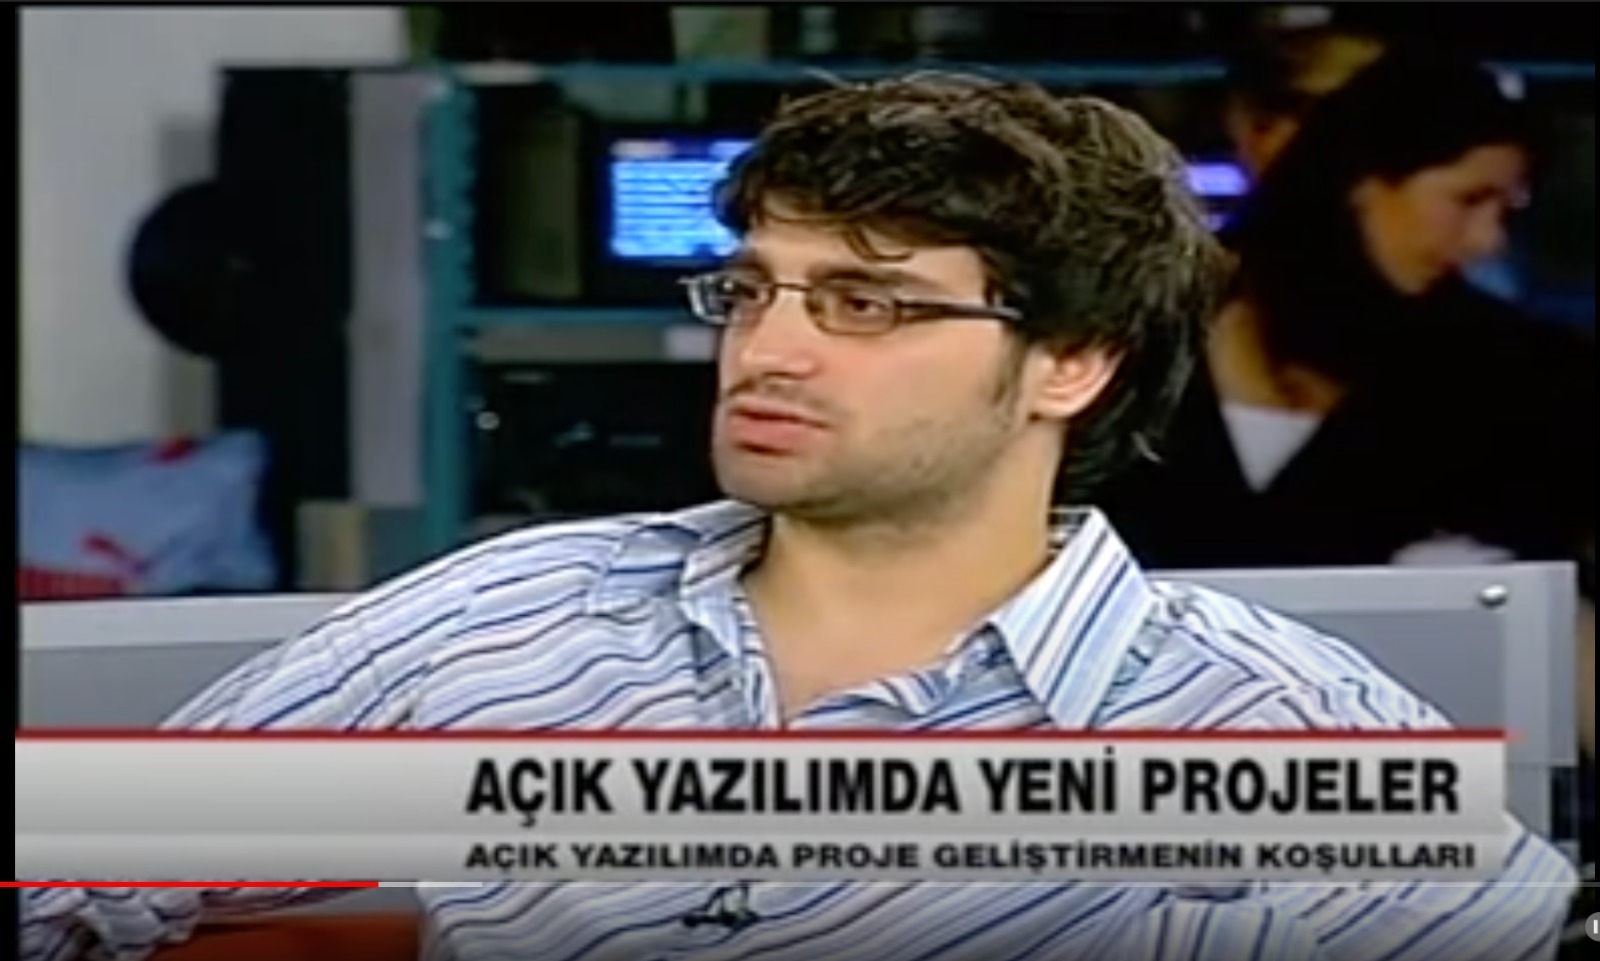 AÇIK YAZILIMDA YENİ PROJELER
AÇIK YAZILIMDA PROJE GELİŞTİRMENİN KOŞULLARI